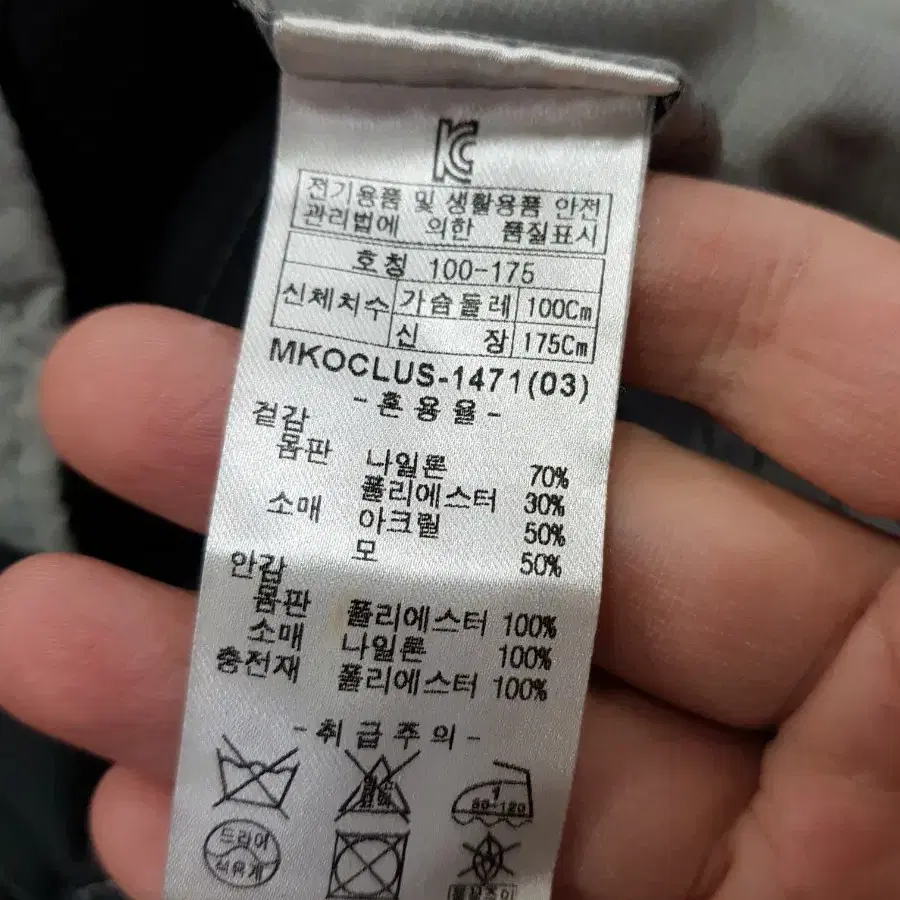 KC
전기용품 및 생활용품 안전
관리법에 의한 품질표시
호칭 100-175
신체치수 가슴둘레 100Cm
신 장 175Cm
MKOCLUS-1471(03)
- 혼용율 -
겉감
몸판 나일론 70%
폴리에스터 30%
소매 아크릴 50%
모 50%
안감
몸판 폴리에스터 100%
소매 나일론 100%
충전재 폴리에스터 100%
- 취급주의 -
1
80-120
드라이
석유계